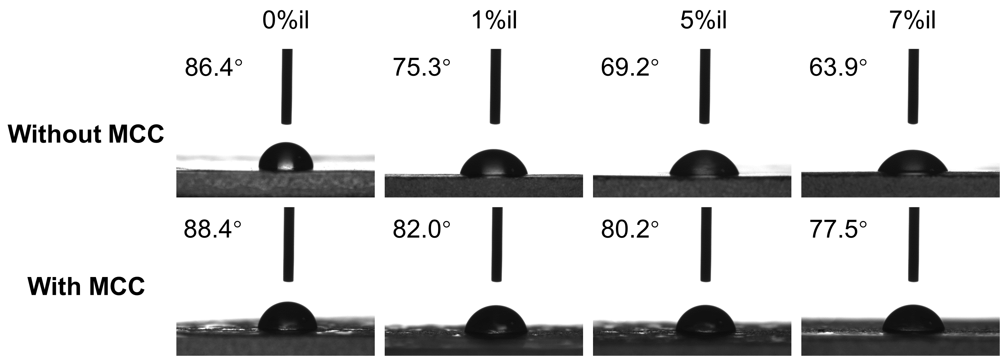 0%il 1%il 5%il 7%il
86.4° 75.3° 69.2° 63.9°
Without MCC
88.4° 82.0° 80.2° 77.5°
With MCC